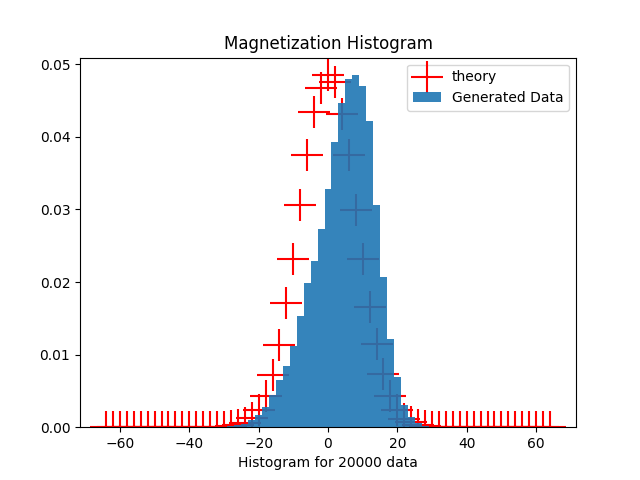 Magnetization Histogram
theory
Generated Data
0.05
0.04
0.03
0.02
0.01
0.00
−60 −40 −20 0 20 40 60
Histogram for 20000 data